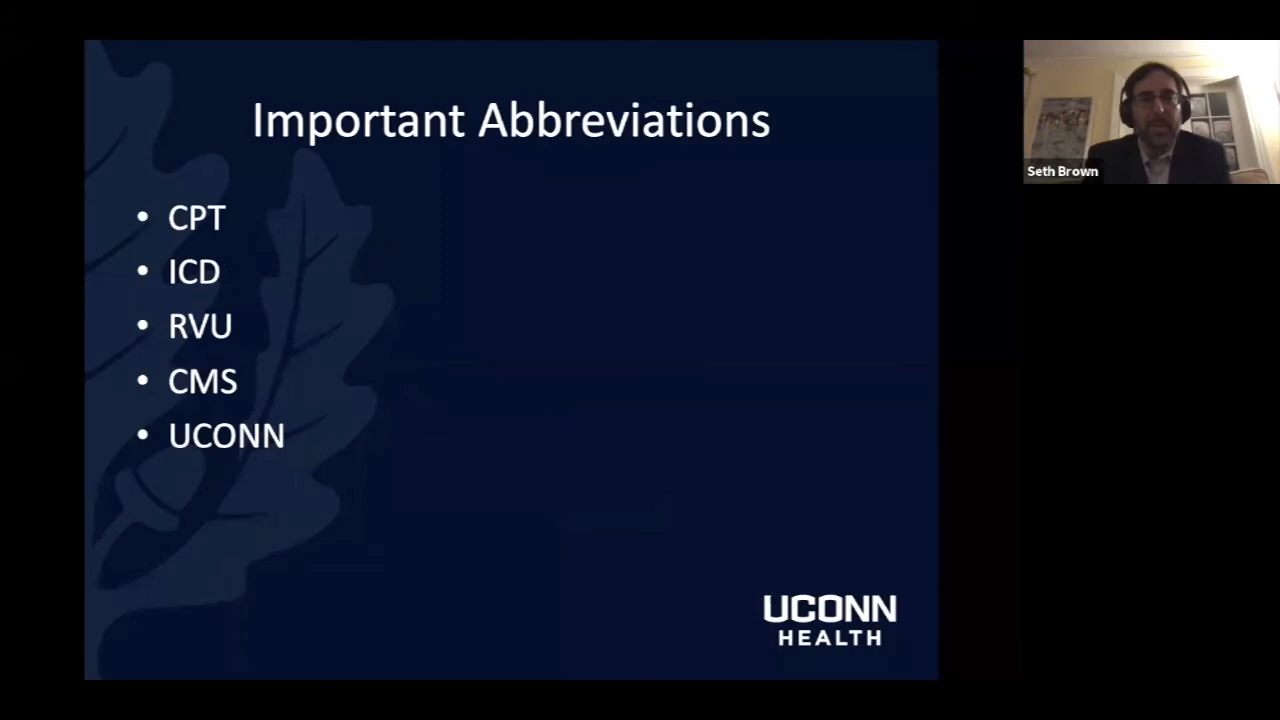 Important Abbreviations
• CPT
• ICD
• RVU
• CMS
• UCONN
UCONN
HEALTH
Seth Brown